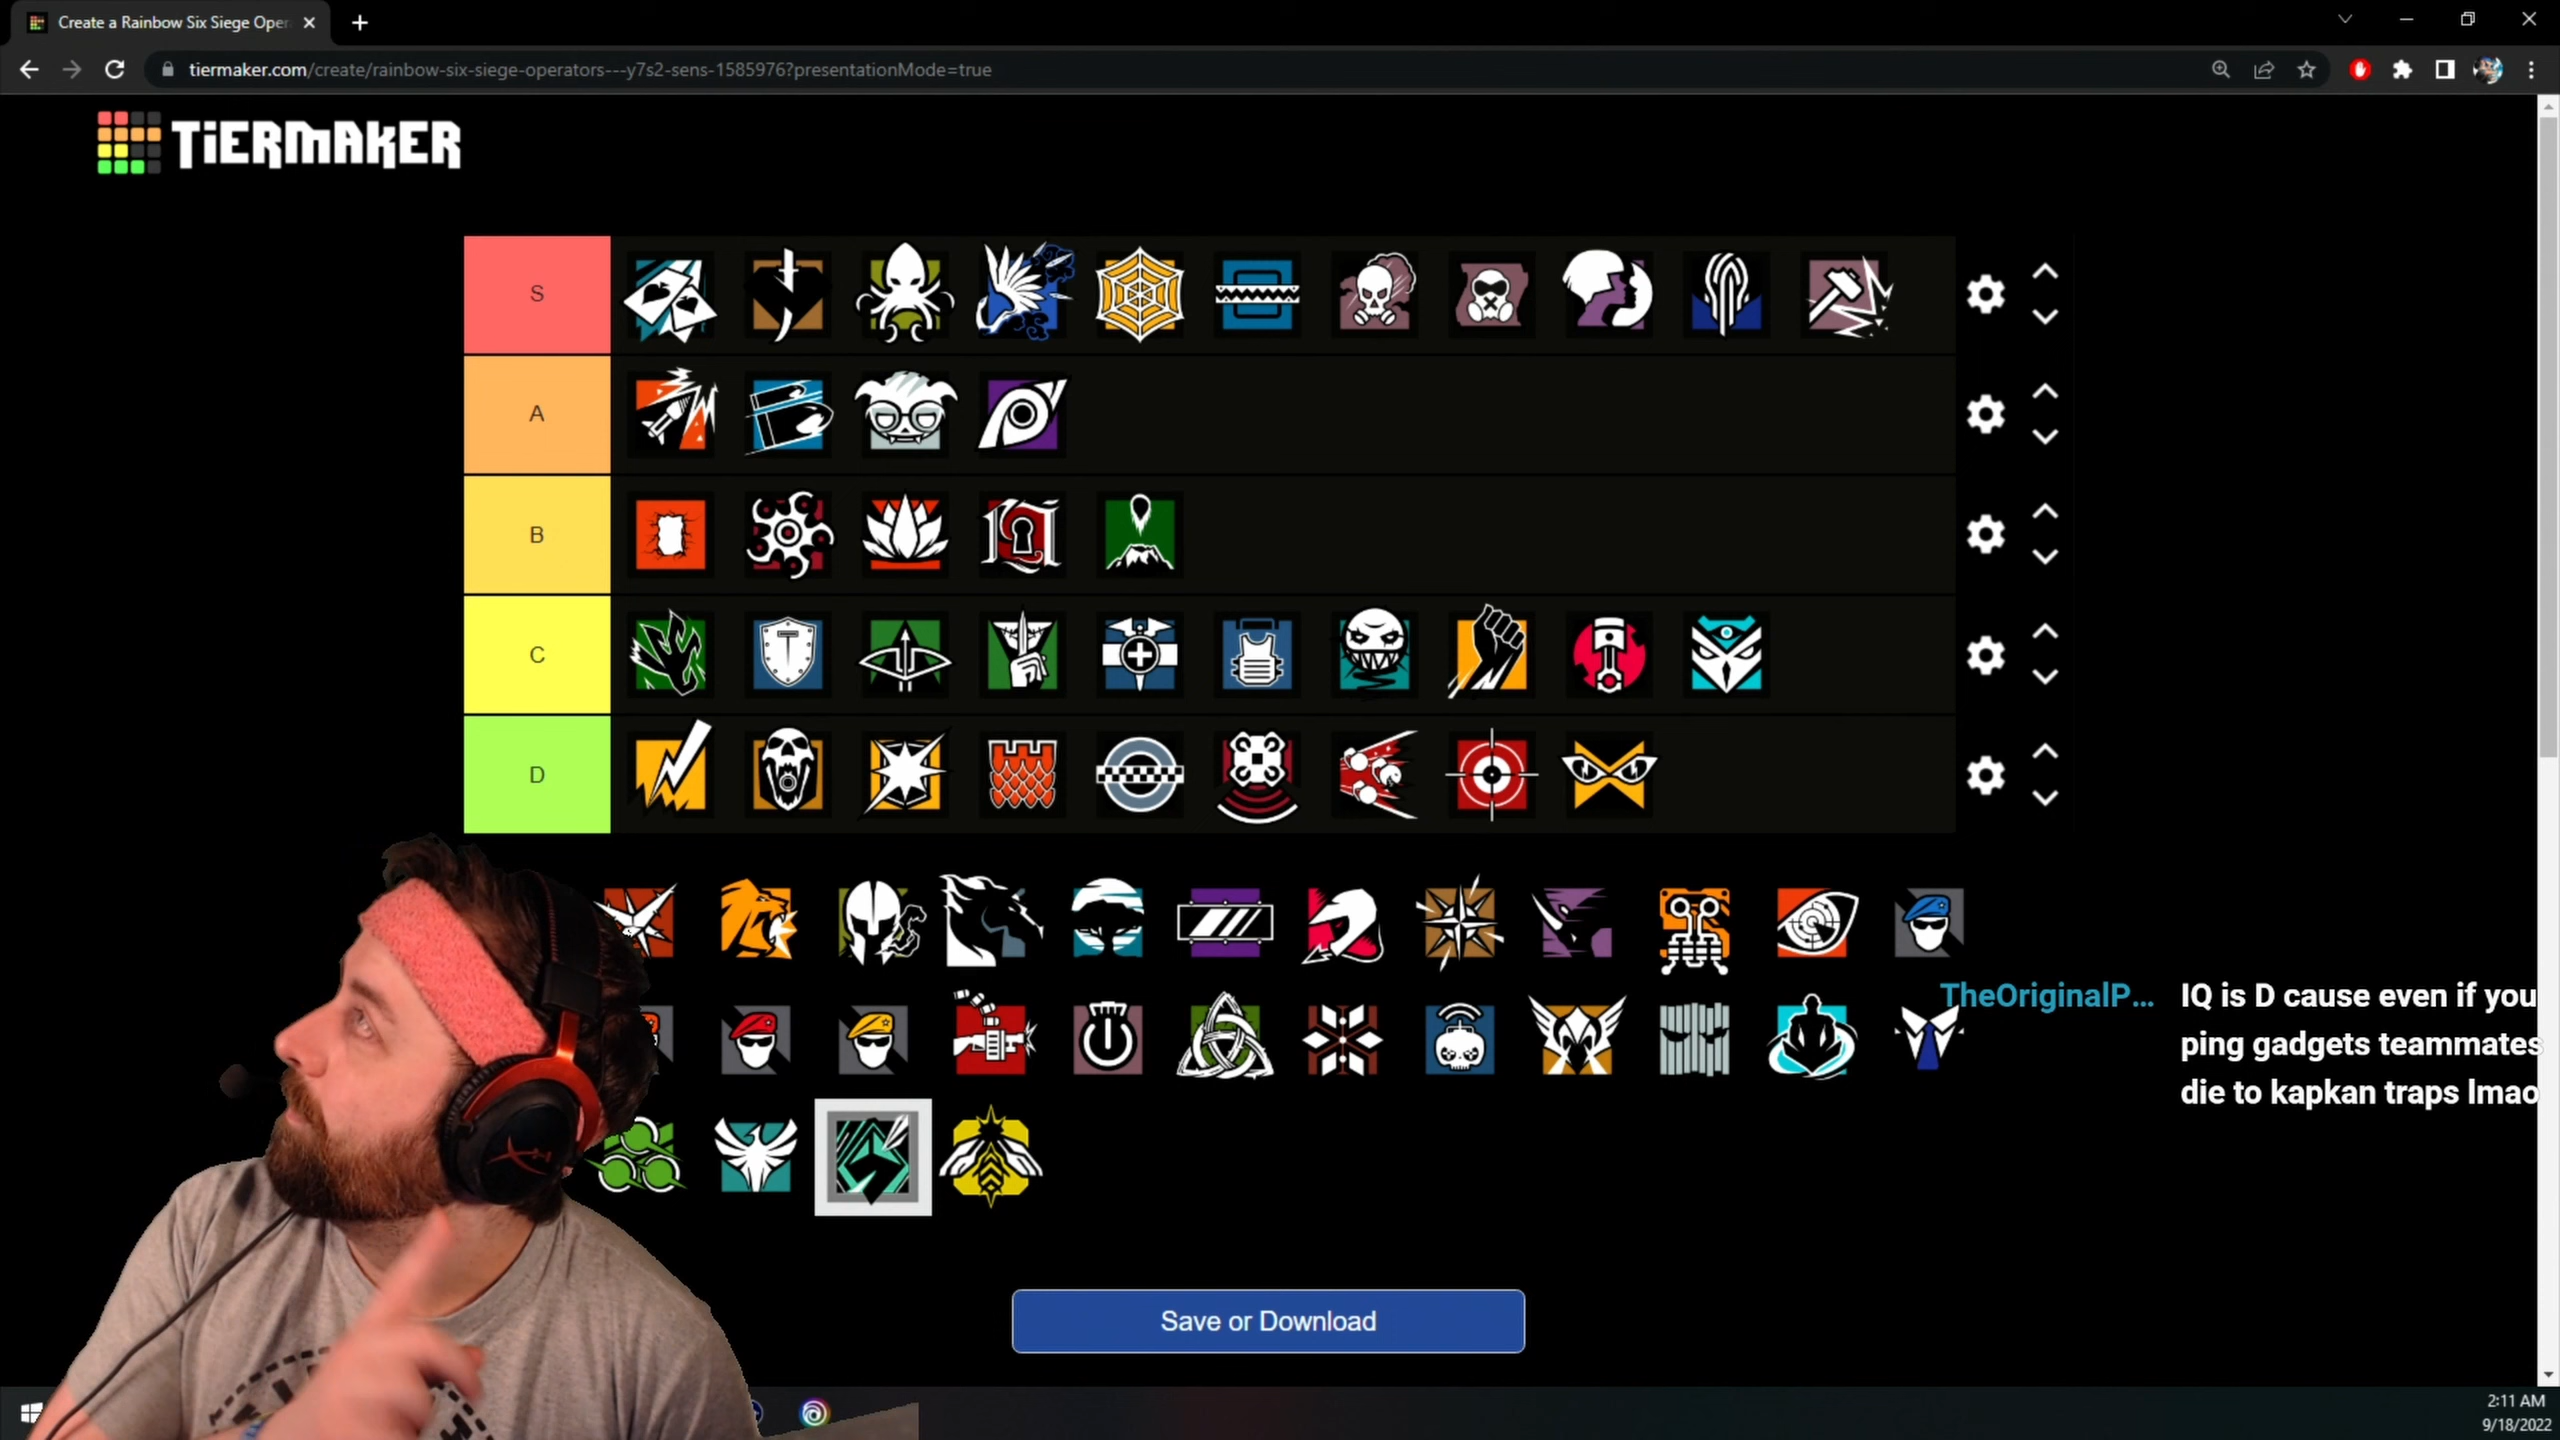 Create a Rainbow Six Siege Oper
tiermaker.com/create/rainbow-six-siege-operators---y7s2-sens-1585976?presentationMode=true
TiERMAKER
S
A
B
C
D
TheOriginalP... IQ is D cause even if you
ping gadgets teammates
die to kapkan traps lmao
Save or Download
2:11 AM
9/18/2022